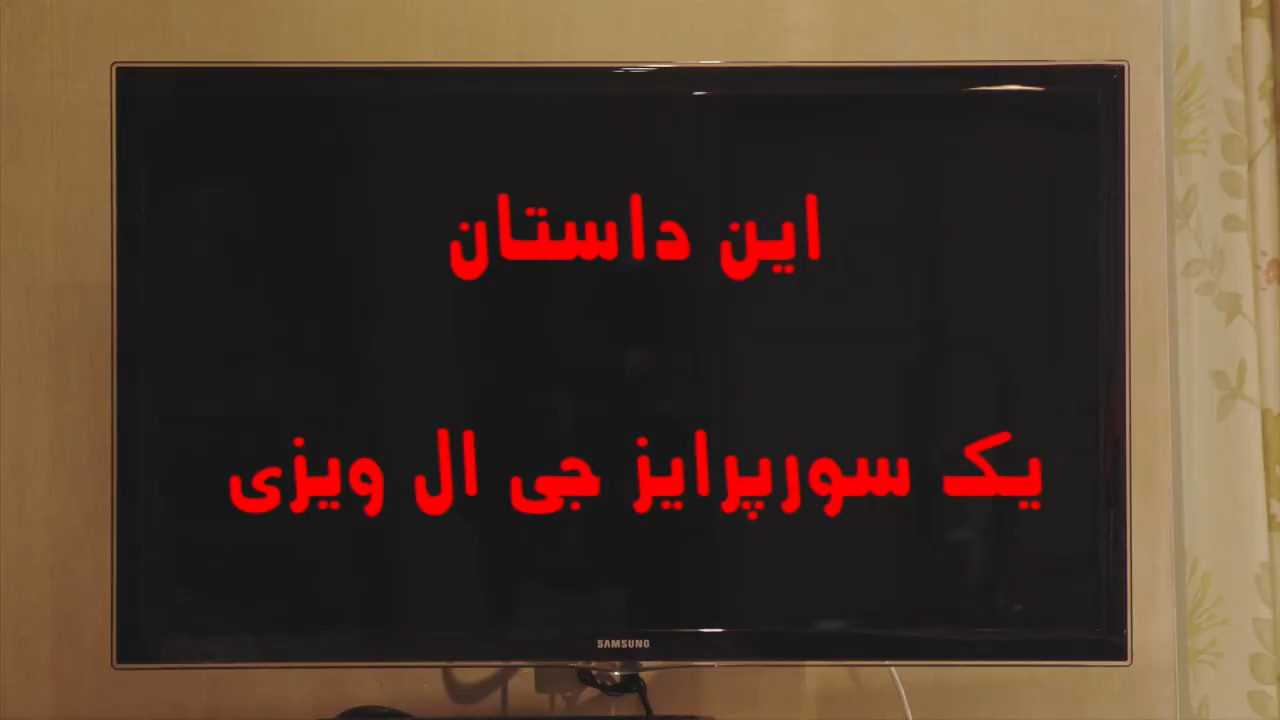 این داستان
یک سورپرایز جی ال ویزی
SAMSUNG